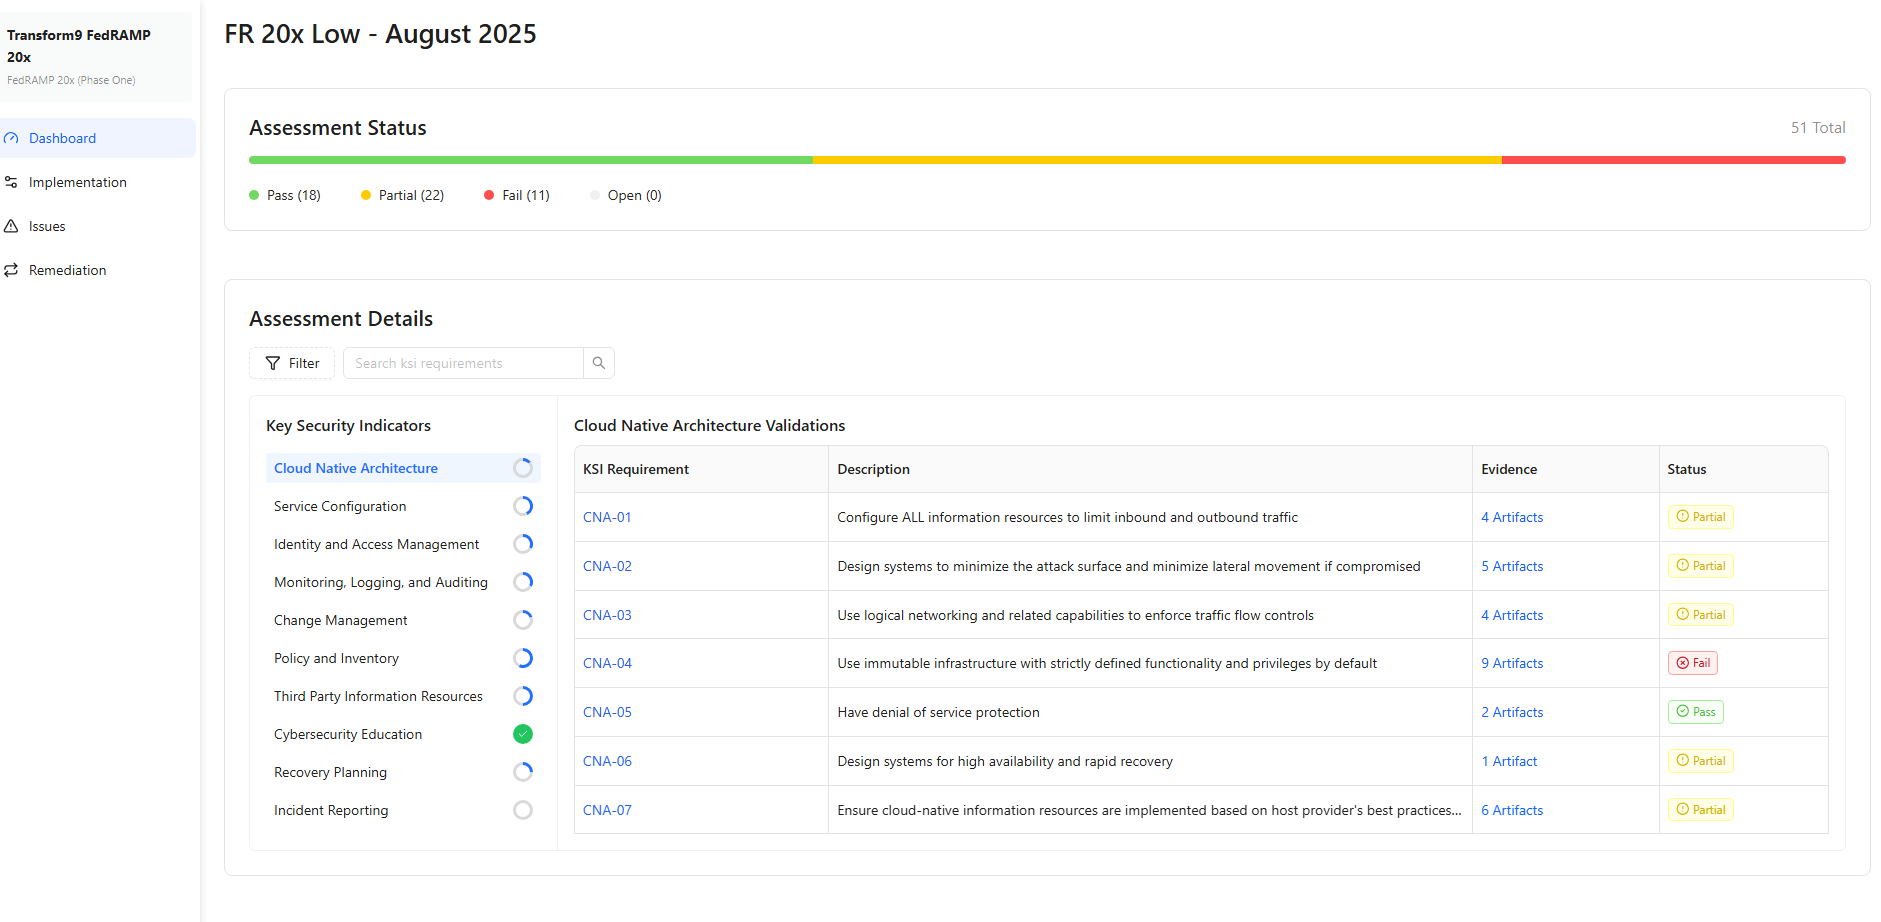 Transform9 FedRAMP
20x
FedRAMP 20x (Phase One)
Dashboard
Implementation
Issues
Remediation
FR 20x Low - August 2025
Assessment Status
51 Total
Pass (18)
Partial (22)
Fail (11)
Open (0)
Assessment Details
Filter
Search ksi requirements
Key Security Indicators
Cloud Native Architecture
Service Configuration
Identity and Access Management
Monitoring, Logging, and Auditing
Change Management
Policy and Inventory
Third Party Information Resources
Cybersecurity Education
Recovery Planning
Incident Reporting
Cloud Native Architecture Validations
KSI Requirement Description Evidence Status
CNA-01 Configure ALL information resources to limit inbound and outbound traffic 4 Artifacts Partial
CNA-02 Design systems to minimize the attack surface and minimize lateral movement if compromised 5 Artifacts Partial
CNA-03 Use logical networking and related capabilities to enforce traffic flow controls 4 Artifacts Partial
CNA-04 Use immutable infrastructure with strictly defined functionality and privileges by default 9 Artifacts Fail
CNA-05 Have denial of service protection 2 Artifacts Pass
CNA-06 Design systems for high availability and rapid recovery 1 Artifact Partial
CNA-07 Ensure cloud-native information resources are implemented based on host provider's best practices... 6 Artifacts Partial